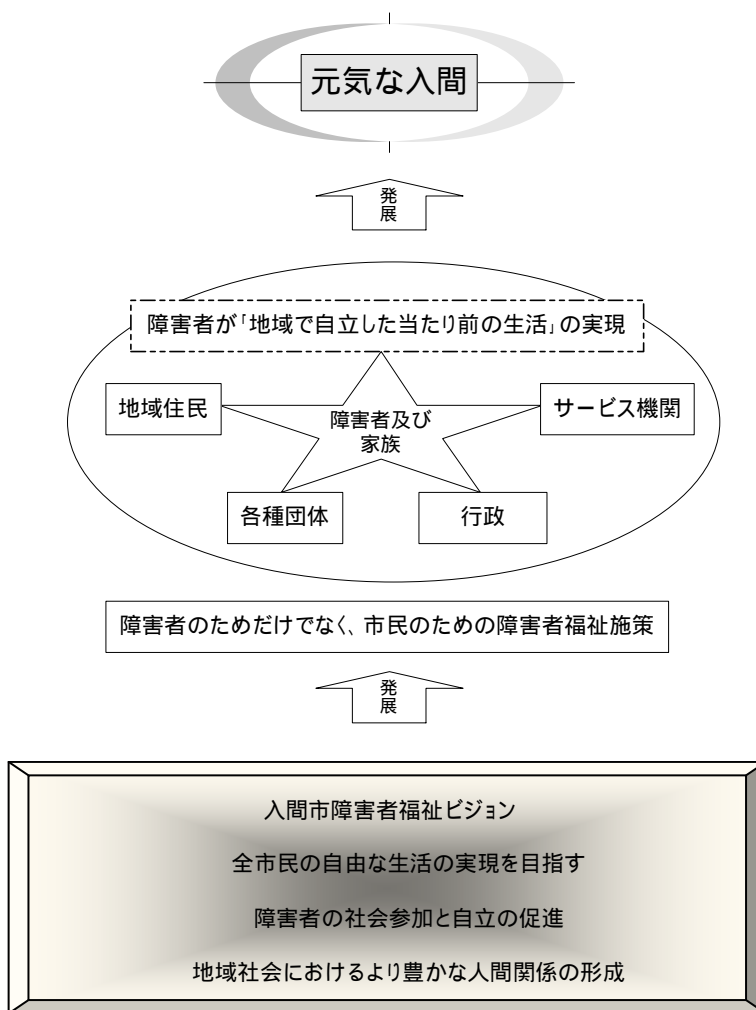 元気な入間
発
展
障害者が「地域で自立した当たり前の生活」の実現
地域住民
サービス機関
障害者及び
家族
各種団体
行政
障害者のためだけでなく、市民のための障害者福祉施策
発
展
入間市障害者福祉ビジョン
全市民の自由な生活の実現を目指す
障害者の社会参加と自立の促進
地域社会におけるより豊かな人間関係の形成